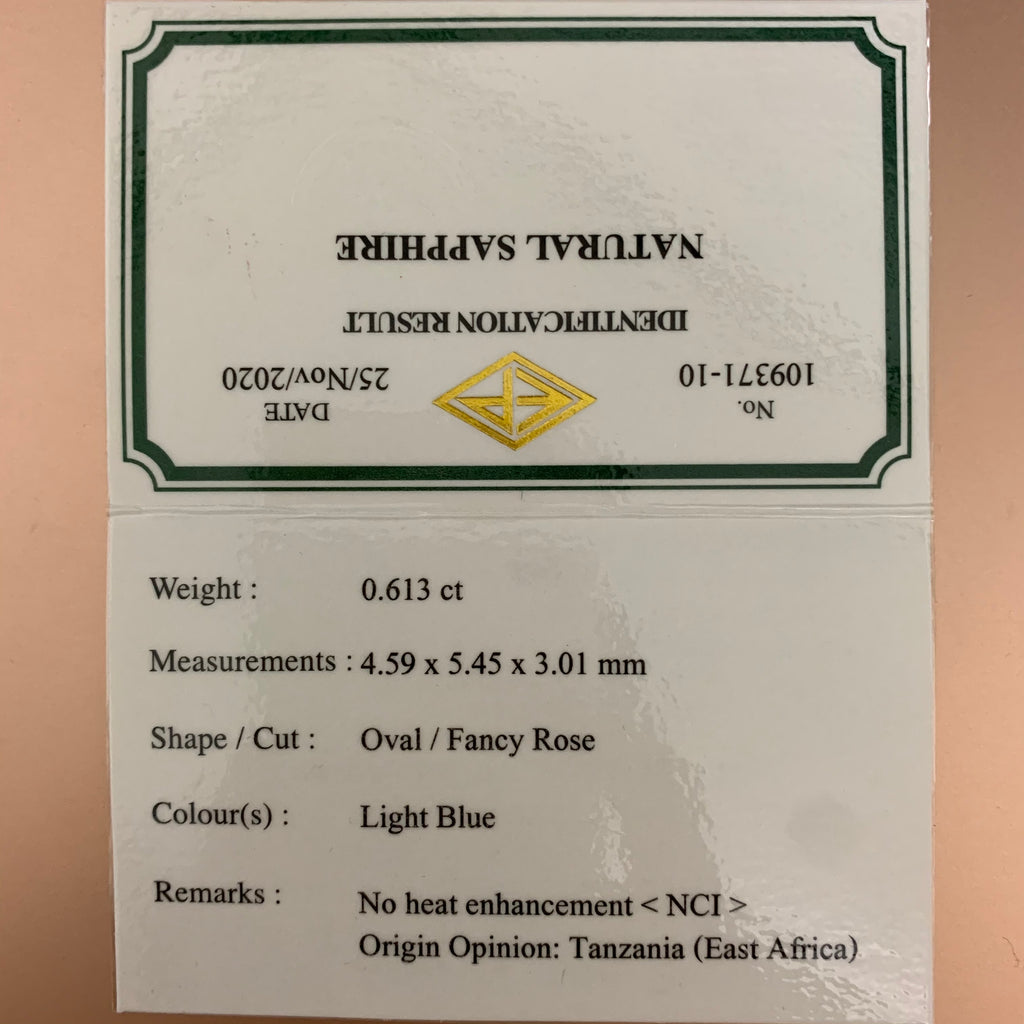 No.
109371-10
DATE
25/Nov/2020
IDENTIFICATION RESULT
NATURAL SAPPHIRE
Weight : 0.613 ct
Measurements : 4.59 x 5.45 x 3.01 mm
Shape / Cut : Oval / Fancy Rose
Colour(s) : Light Blue
Remarks : No heat enhancement < NCI >
Origin Opinion: Tanzania (East Africa)